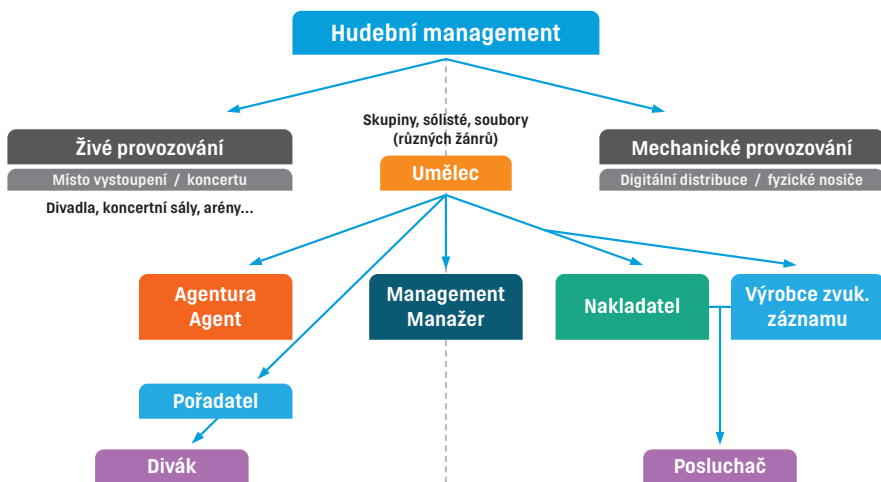 Hudební management
Skupiny, sólisté, soubory
(různých žánrů)
Živé provozování
Mechanické provozování
Umělec
Místo vystoupení / koncertu
Digitální distribuce / fyzické nosiče
Divadla, koncertní sály, arény...
Agentura
Agent
Management
Manažer
Nakladatel
Výrobce zvuk.
záznamu
Pořadatel
Divák
Posluchač